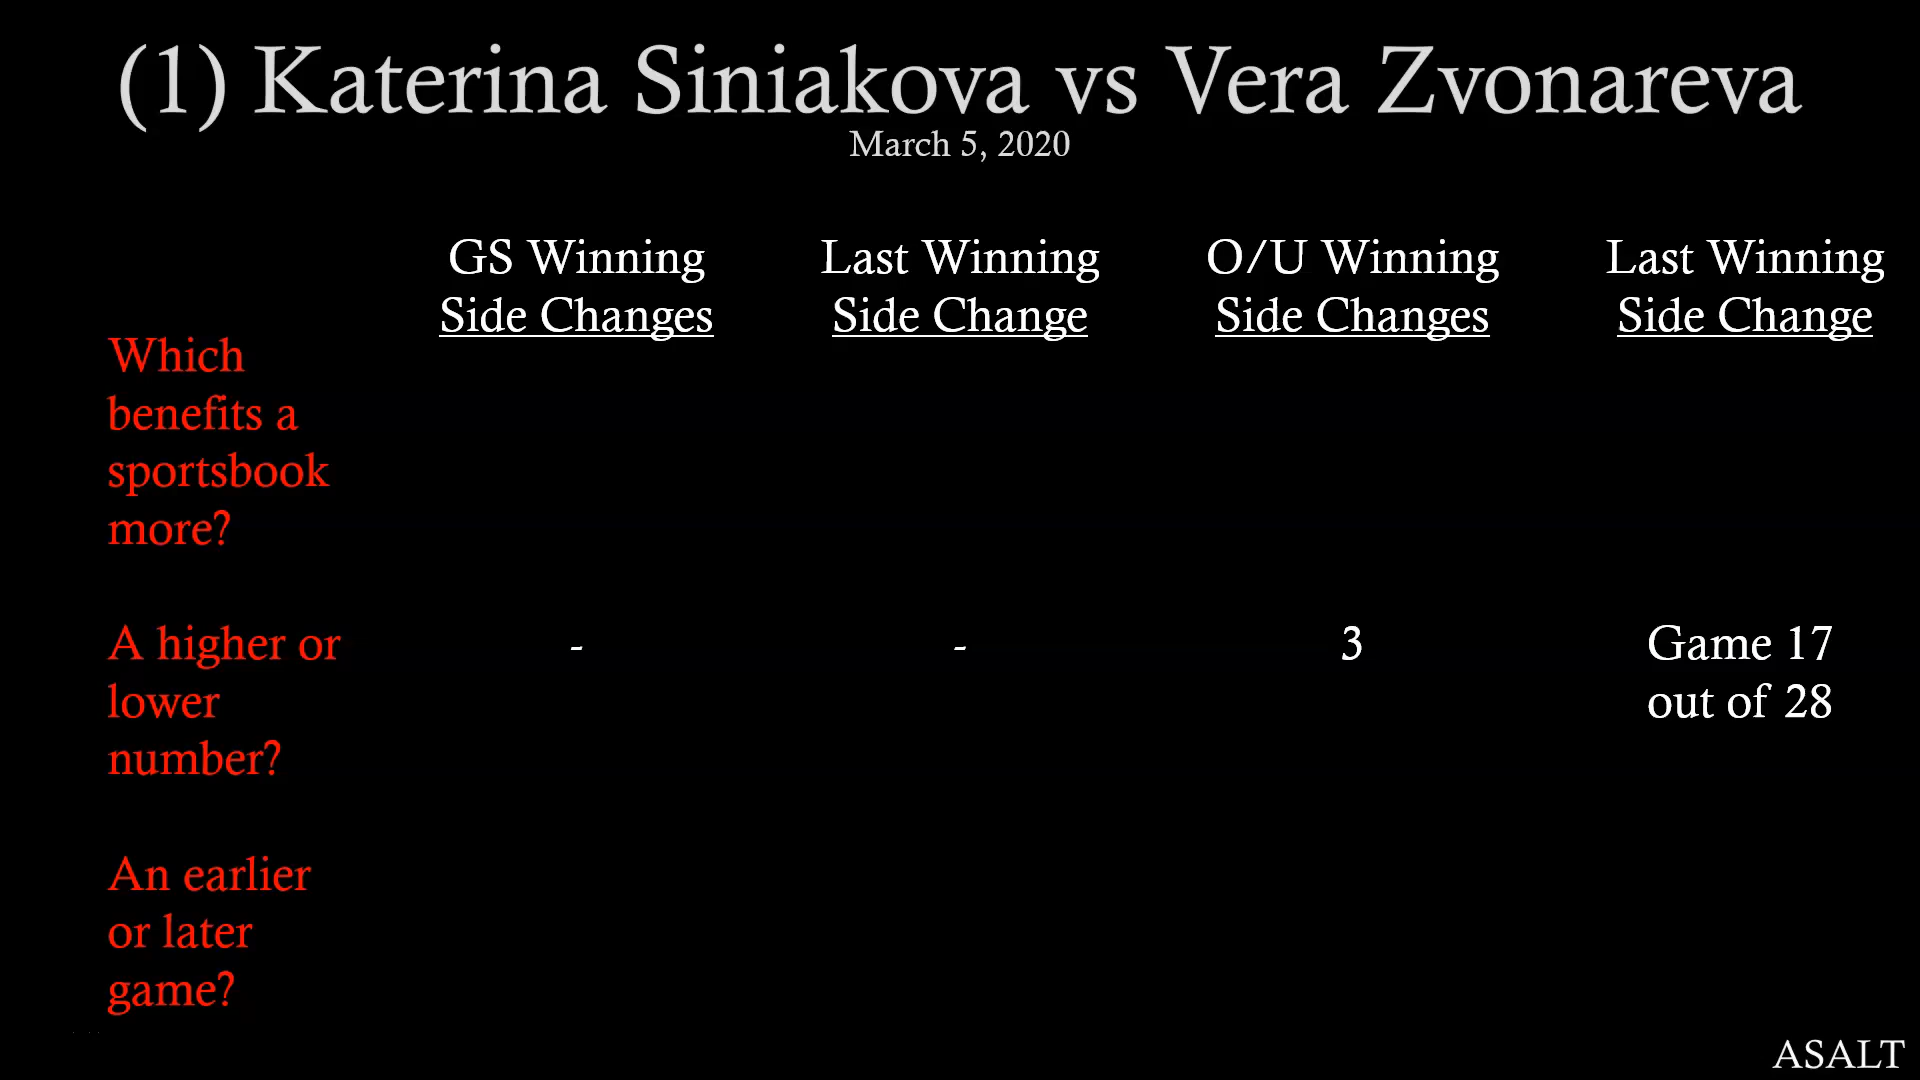 (1) Katerina Siniakova vs Vera Zvonareva
March 5, 2020
GS Winning Side Changes
Last Winning Side Change
O/U Winning Side Changes
Last Winning Side Change
Which
benefits a
sportsbook
more?
A higher or
lower
number?
-
-
3
Game 17
out of 28
An earlier
or later
game?
ASALT